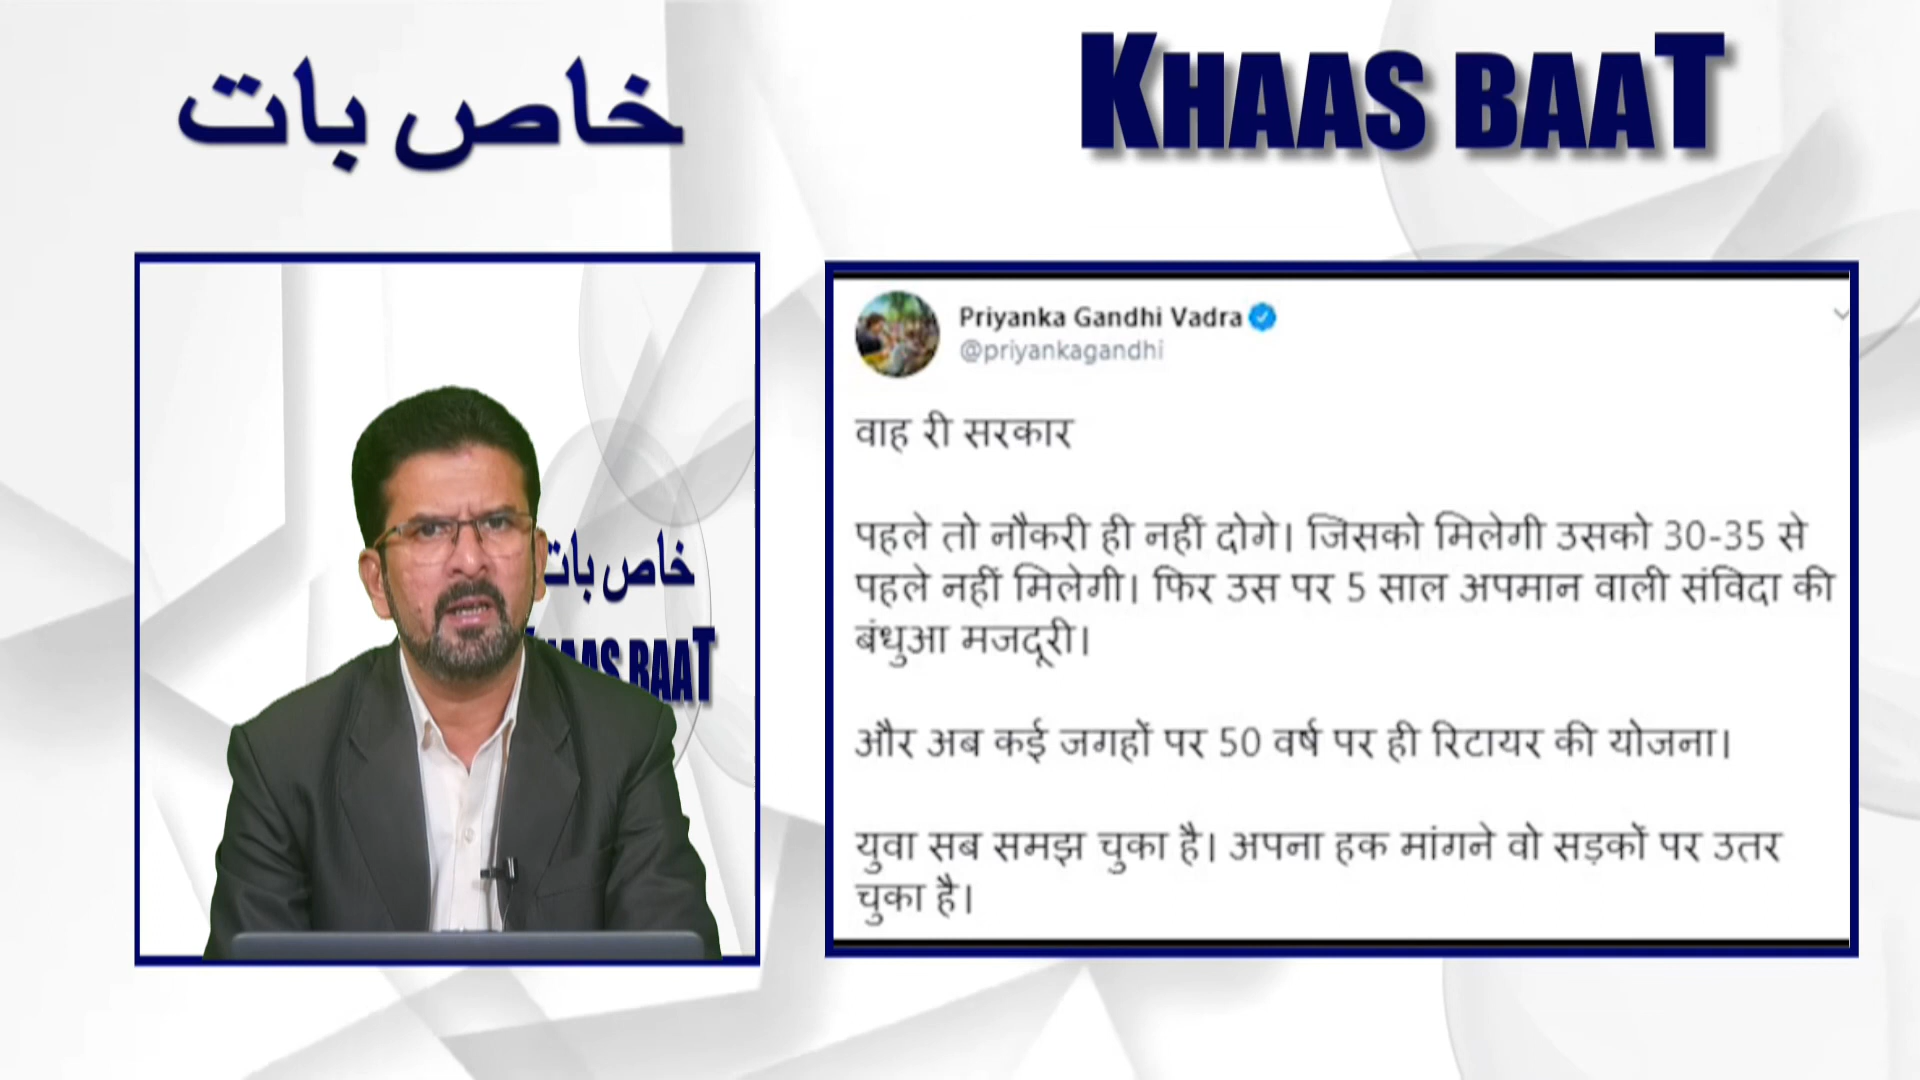 خاص بات
KHAAS BAAT
خاص بات
KHAAS BAAT
Priyanka Gandhi Vadra
@priyankagandhi
वाह री सरकार
पहले तो नौकरी ही नहीं दोगे। जिसको मिलेगी उसको 30-35 से
पहले नहीं मिलेगी। फिर उस पर 5 साल अपमान वाली संविदा की
बंधुआ मजदूरी।
और अब कई जगहों पर 50 वर्ष पर ही रिटायर की योजना।
युवा सब समझ चुका है। अपना हक मांगने वो सड़कों पर उतर
चुका है।